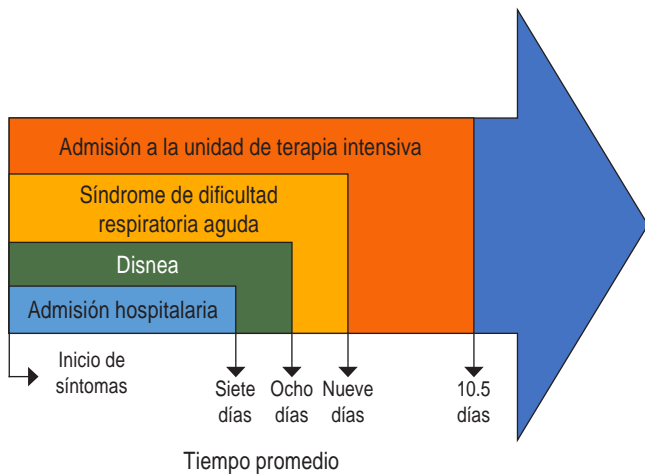 Admisión a la unidad de terapia intensiva
Síndrome de dificultad
respiratoria aguda
Disnea
Admisión hospitalaria
Inicio de
síntomas
Siete
días
Ocho
días
Nueve
días
10.5
días
Tiempo promedio